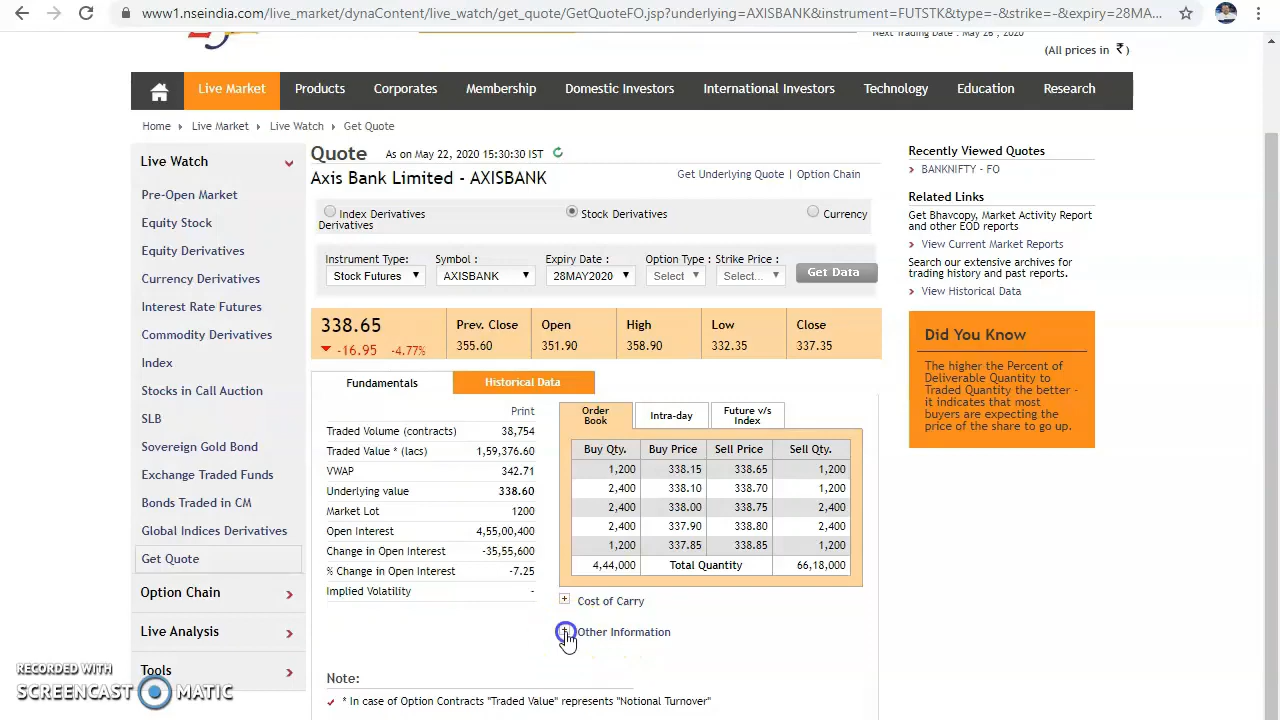 www1.nseindia.com/live_market/dynaContent/live_watch/get_quote/GetQuoteFO.jsp?underlying=AXISBANK&instrument=FUTSTK&type=-&strike=-&expiry=28MA...
Next Trading Date : May 26 , 2020
(All prices in ₹)
Live Market Products Corporates Membership Domestic Investors International Investors Technology Education Research
Home Live Market Live Watch Get Quote
Live Watch
Pre-Open Market
Equity Stock
Equity Derivatives
Currency Derivatives
Interest Rate Futures
Commodity Derivatives
Index
Stocks in Call Auction
SLB
Sovereign Gold Bond
Exchange Traded Funds
Bonds Traded in CM
Global Indices Derivatives
Get Quote
Option Chain
Live Analysis
Tools
Quote As on May 22, 2020 15:30:30 IST
Axis Bank Limited - AXISBANK
Get Underlying Quote | Option Chain
Index Derivatives Stock Derivatives Currency
Derivatives
Instrument Type: Symbol : Expiry Date : Option Type : Strike Price :
Stock Futures AXISBANK 28MAY2020 Select Select... Get Data
338.65 Prev. Close Open High Low Close
-16.95 -4.77% 355.60 351.90 358.90 332.35 337.35
Fundamentals Historical Data
Print
Traded Volume (contracts) 38,754
Traded Value * (lacs) 1,59,376.60
VWAP 342.71
Underlying value 338.60
Market Lot 1200
Open Interest 4,55,00,400
Change in Open Interest -35,55,600
% Change in Open Interest -7.25
Implied Volatility -
Order Book Intra-day Future v/s Index
Buy Qty. Buy Price Sell Price Sell Qty.
1,200 338.15 338.65 1,200
2,400 338.10 338.70 1,200
2,400 338.00 338.75 2,400
2,400 337.90 338.80 2,400
1,200 337.85 338.85 1,200
4,44,000 Total Quantity 66,18,000
Cost of Carry
Other Information
Note:
* In case of Option Contracts "Traded Value" represents "Notional Turnover"
Recently Viewed Quotes
BANKNIFTY - FO
Related Links
Get Bhavcopy, Market Activity Report
and other EOD reports
View Current Market Reports
Search our extensive archives for
trading history and past reports.
View Historical Data
Did You Know
The higher the Percent of
Deliverable Quantity to
Traded Quantity the better -
it indicates that most
buyers are expecting the
price of the share to go up.
RECORDED WITH
SCREENCAST MATIC